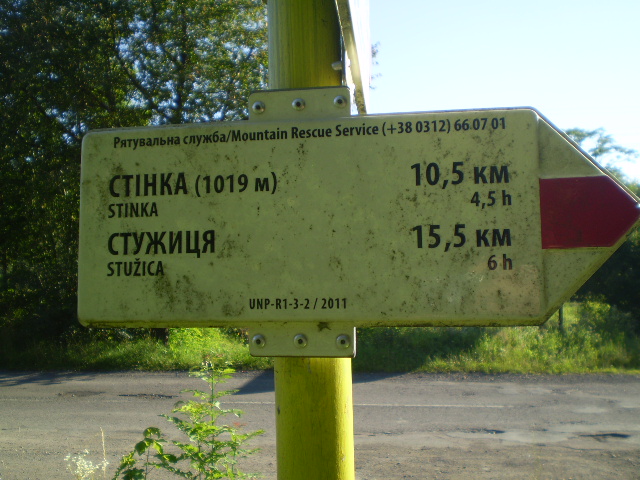 Рятувальна служба/Mountain Rescue Service (+38 0312) 66 07 01
СТІНКА (1019 м) 10,5 км
STINKA 4,5 h
СТУЖИЦЯ 15,5 км
STUŽICA 6 h
UNP-R1-3-2 / 2011